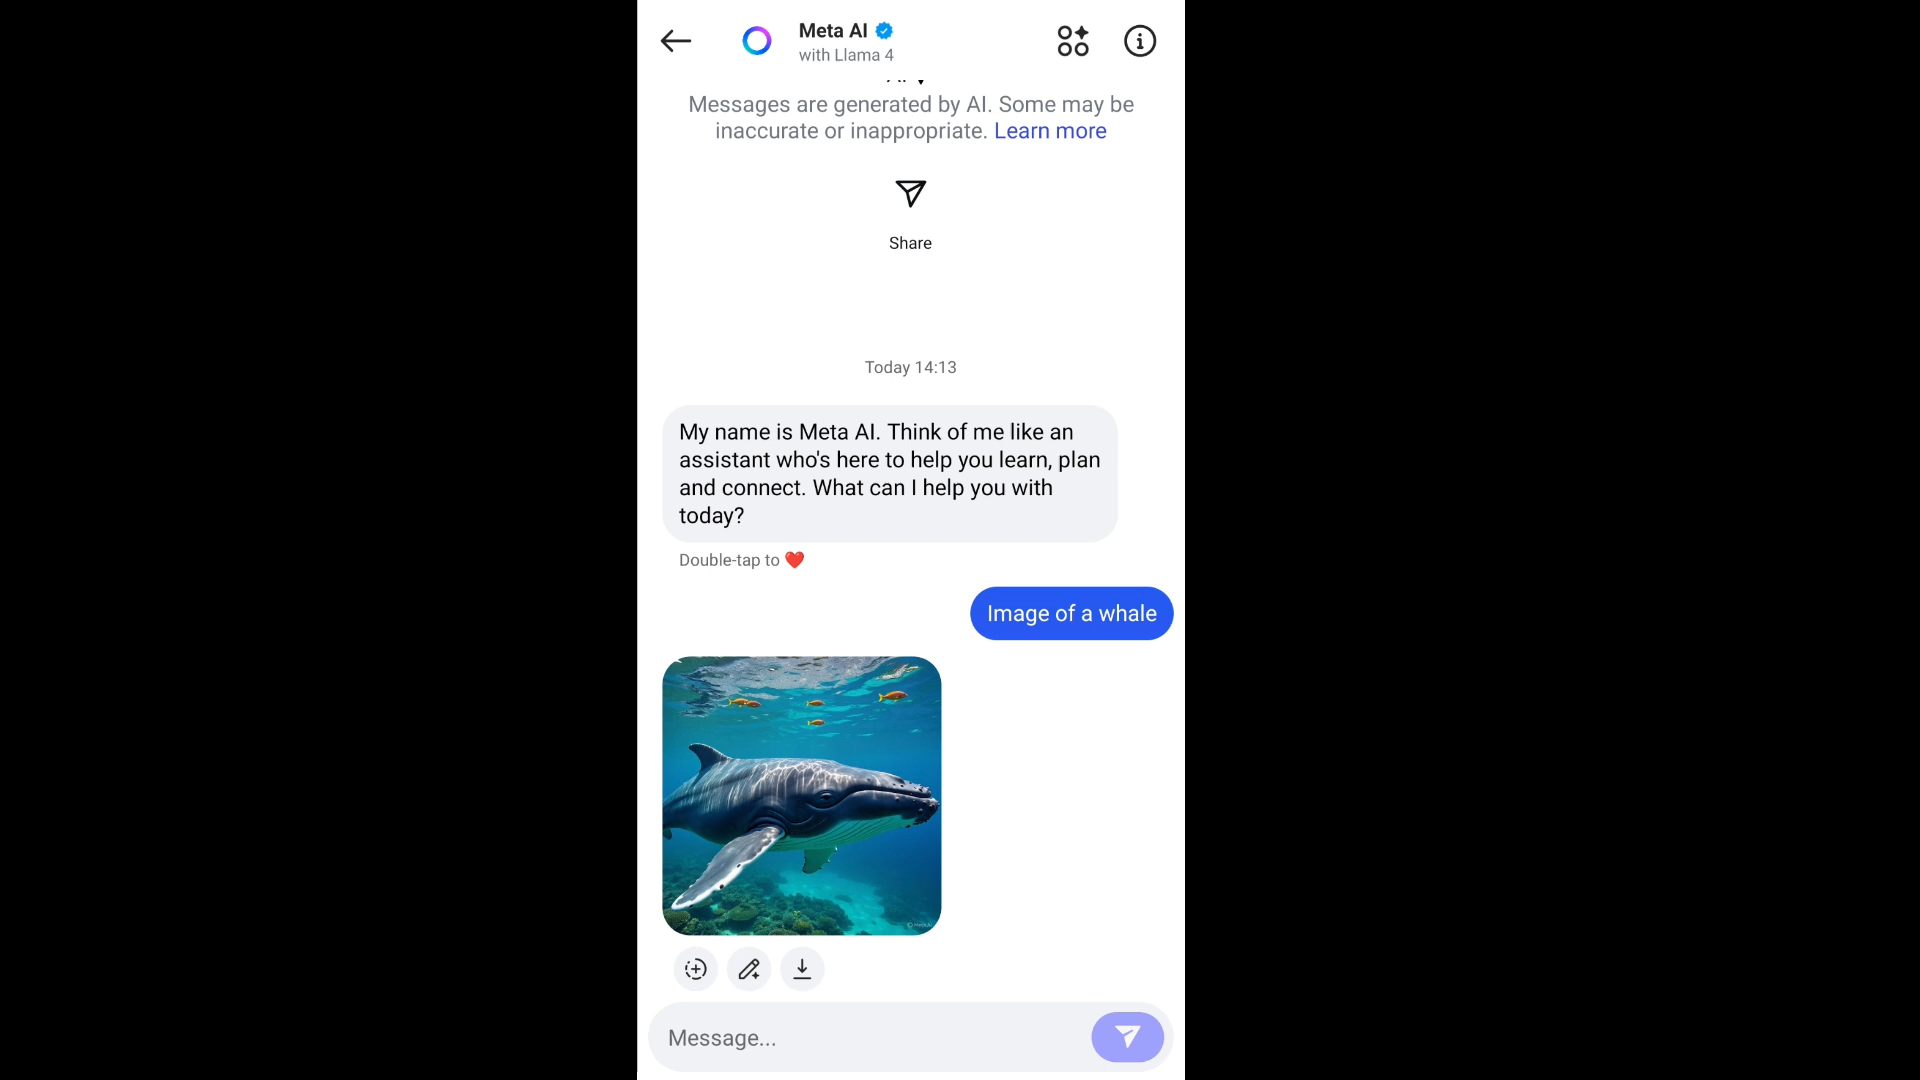 Meta AI
with Llama 4
Messages are generated by AI. Some may be
inaccurate or inappropriate. Learn more
Share
Today 14:13
My name is Meta AI. Think of me like an
assistant who's here to help you learn, plan
and connect. What can I help you with
today?
Double-tap to ❤️
Image of a whale
Message...